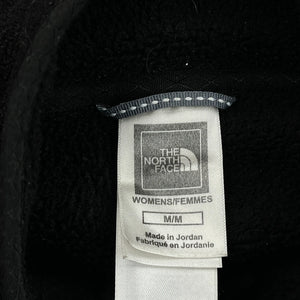 THE
NORTH
FACE
WOMENS/FEMMES
M/M
Made in Jordan
Fabriqué en Jordanie